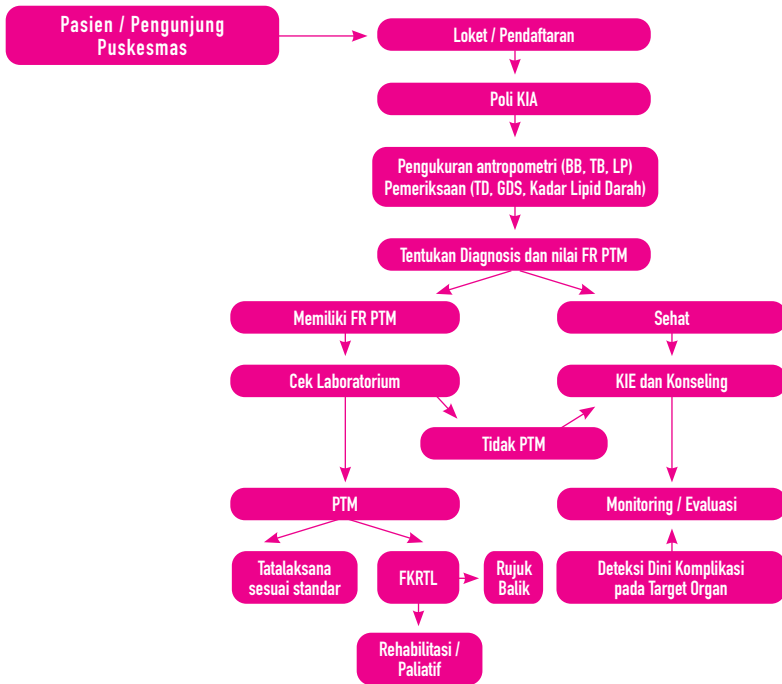 Pasien / Pengunjung
Puskesmas
Loket / Pendaftaran
Poli KIA
Pengukuran antropometri (BB, TB, LP)
Pemeriksaan (TD, GDS, Kadar Lipid Darah)
Tentukan Diagnosis dan nilai FR PTM
Memiliki FR PTM
Sehat
Cek Laboratorium
KIE dan Konseling
Tidak PTM
PTM
Monitoring / Evaluasi
Tatalaksana
sesuai standar
FKRTL
Rujuk
Balik
Deteksi Dini Komplikasi
pada Target Organ
Rehabilitasi /
Paliatif